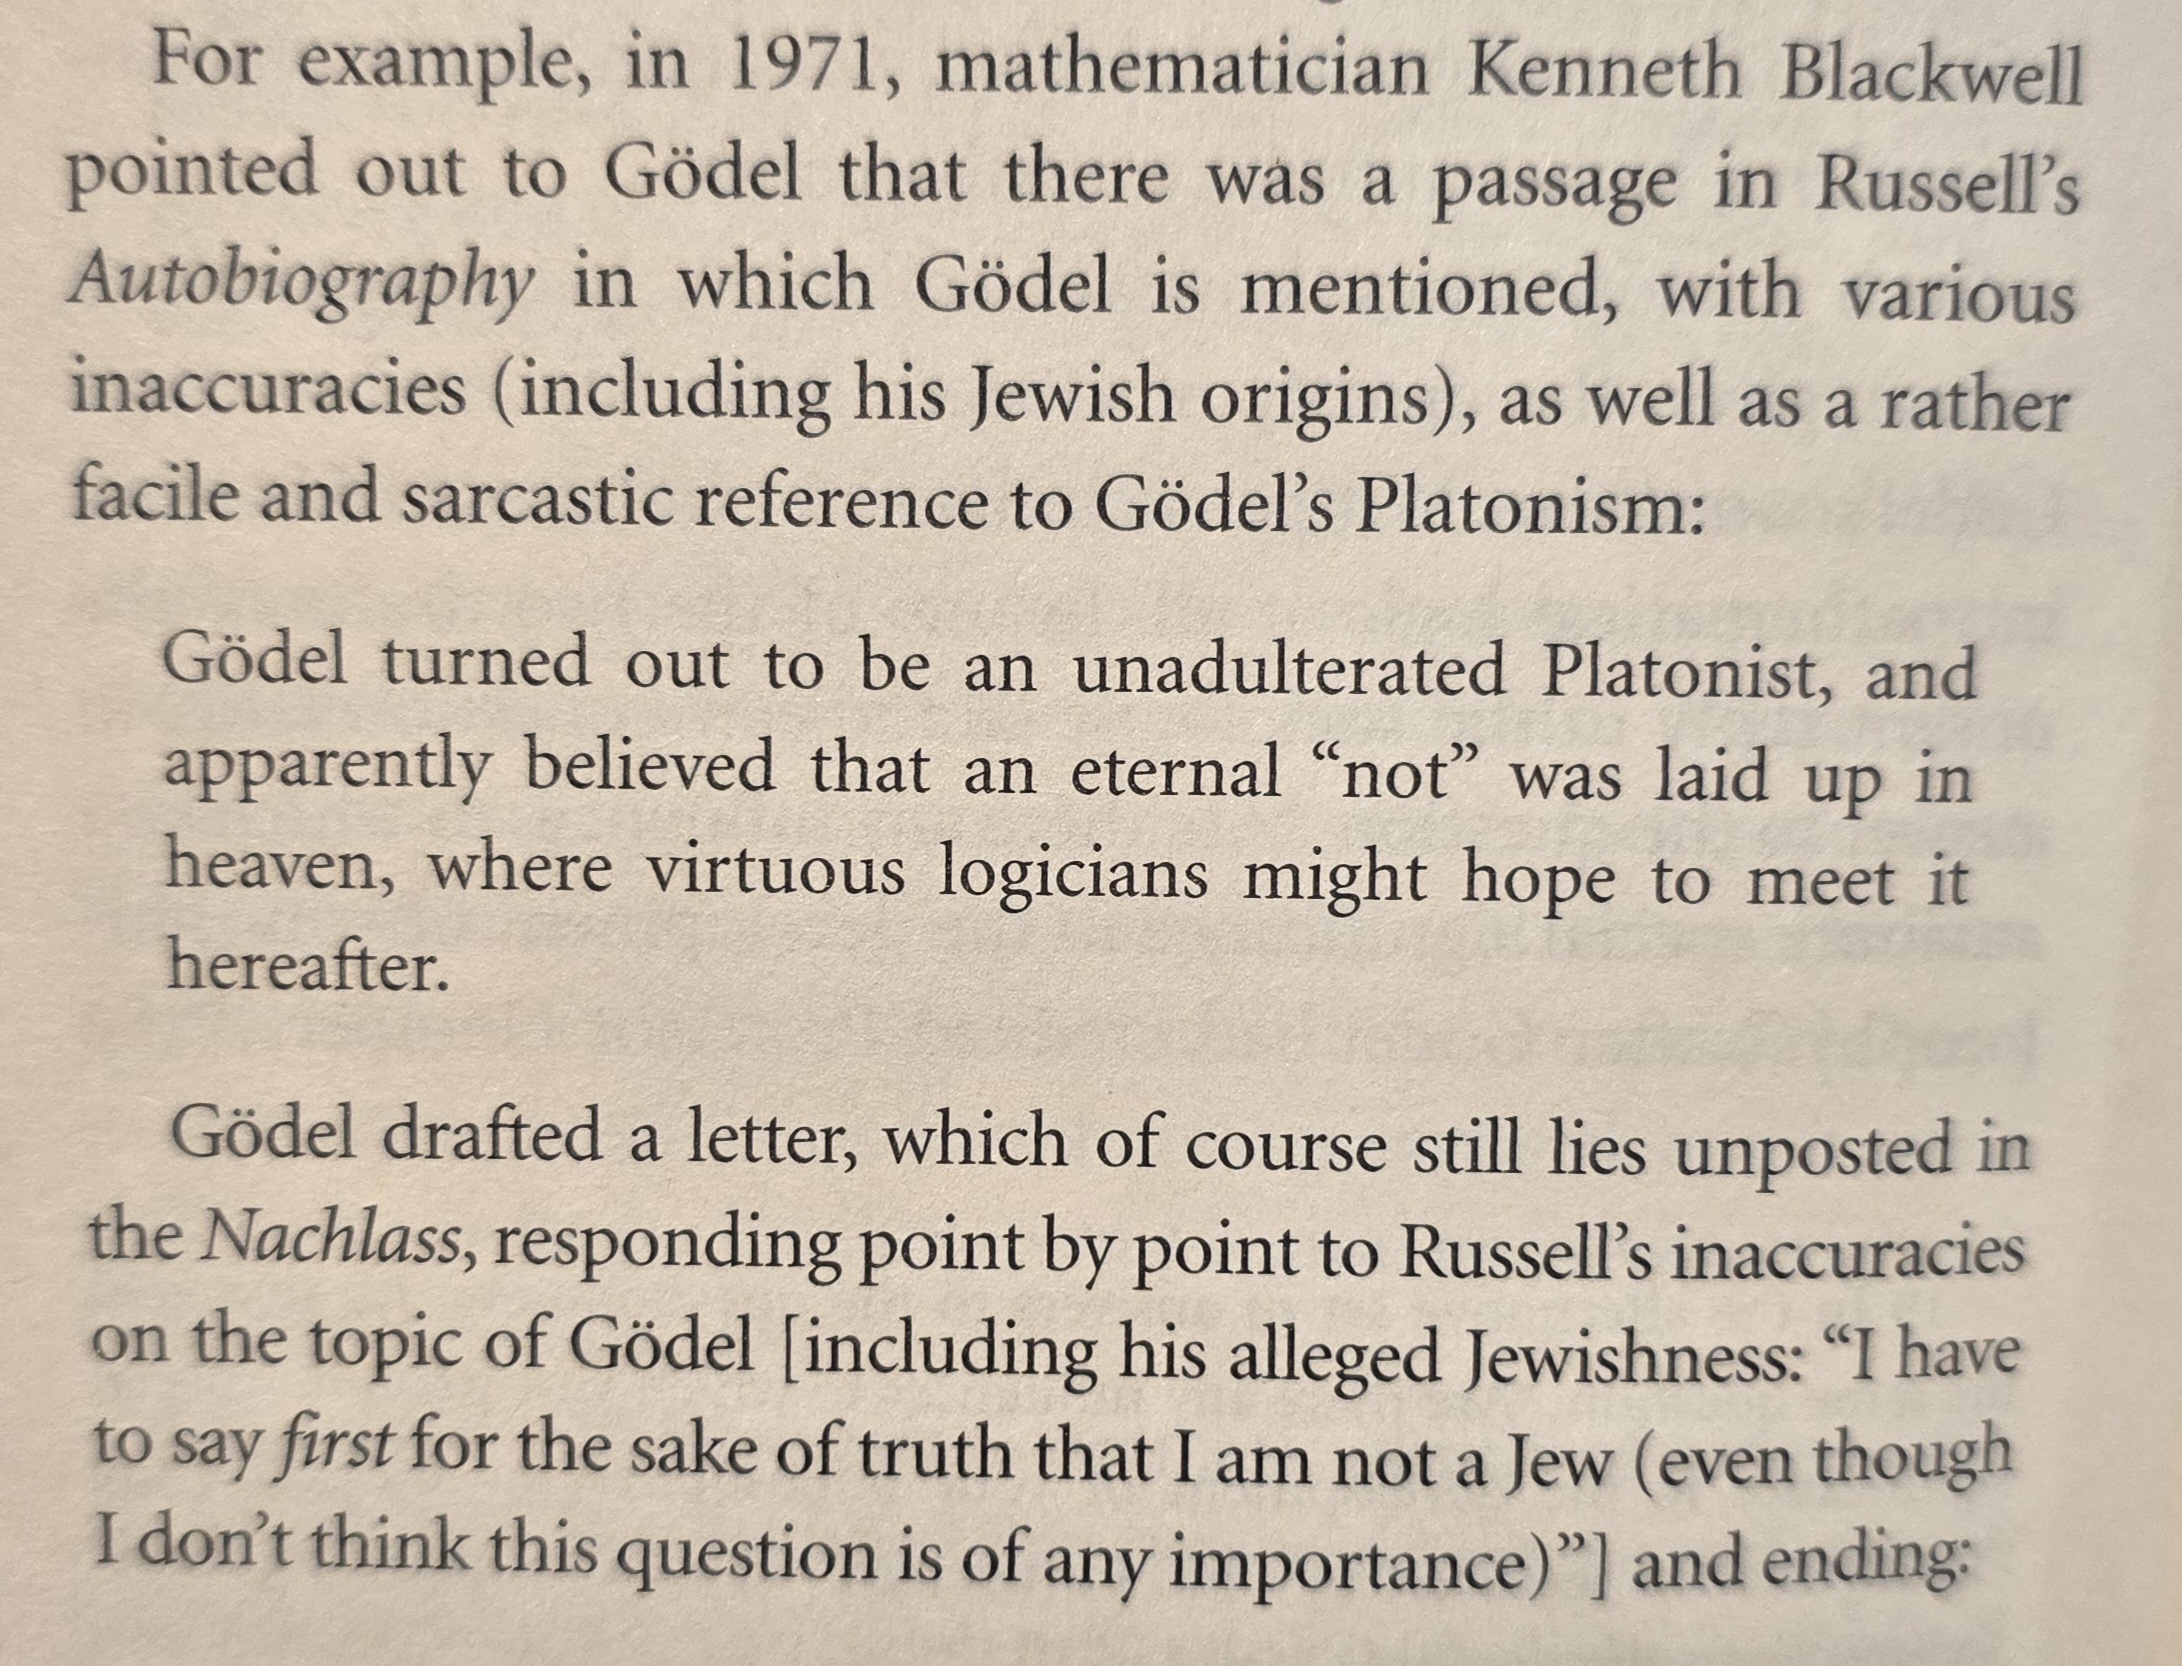 For example, in 1971, mathematician Kenneth Blackwell
pointed out to Gödel that there was a passage in Russell’s
Autobiography in which Gödel is mentioned, with various
inaccuracies (including his Jewish origins), as well as a rather
facile and sarcastic reference to Gödel’s Platonism:
Gödel turned out to be an unadulterated Platonist, and
apparently believed that an eternal “not” was laid up in
heaven, where virtuous logicians might hope to meet it
hereafter.
Gödel drafted a letter, which of course still lies unposted in
the Nachlass, responding point by point to Russell’s inaccuracies
on the topic of Gödel [including his alleged Jewishness: “I have
to say first for the sake of truth that I am not a Jew (even though
I don’t think this question is of any importance)”] and ending: